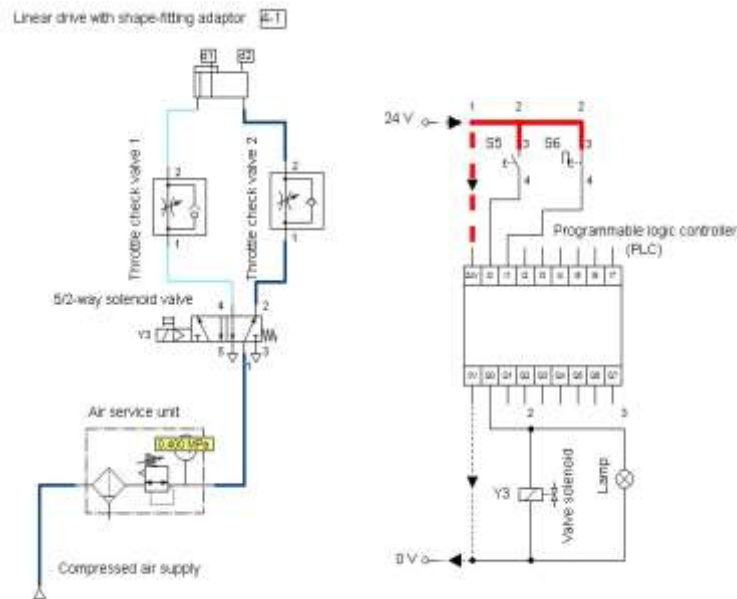 Linear drive with shape-fitting adaptor 4-1
B1 B2
Throttle check valve 1
2
1
Throttle check valve 2
2
1
5/2-way solenoid valve
4 2
Y3
5 3
1
Air service unit
0.400 MPa
Compressed air supply
1 2 2
24 V
S5 3
4
S6 3
4
Programmable logic controller
(PLC)
24V I0 I1 I2 I3 I4 I5 I6 I7
0V Q0 Q1 Q2 Q3 Q4 Q5 Q6 Q7
2 3
Y3
Valve solenoid
Lamp
0 V